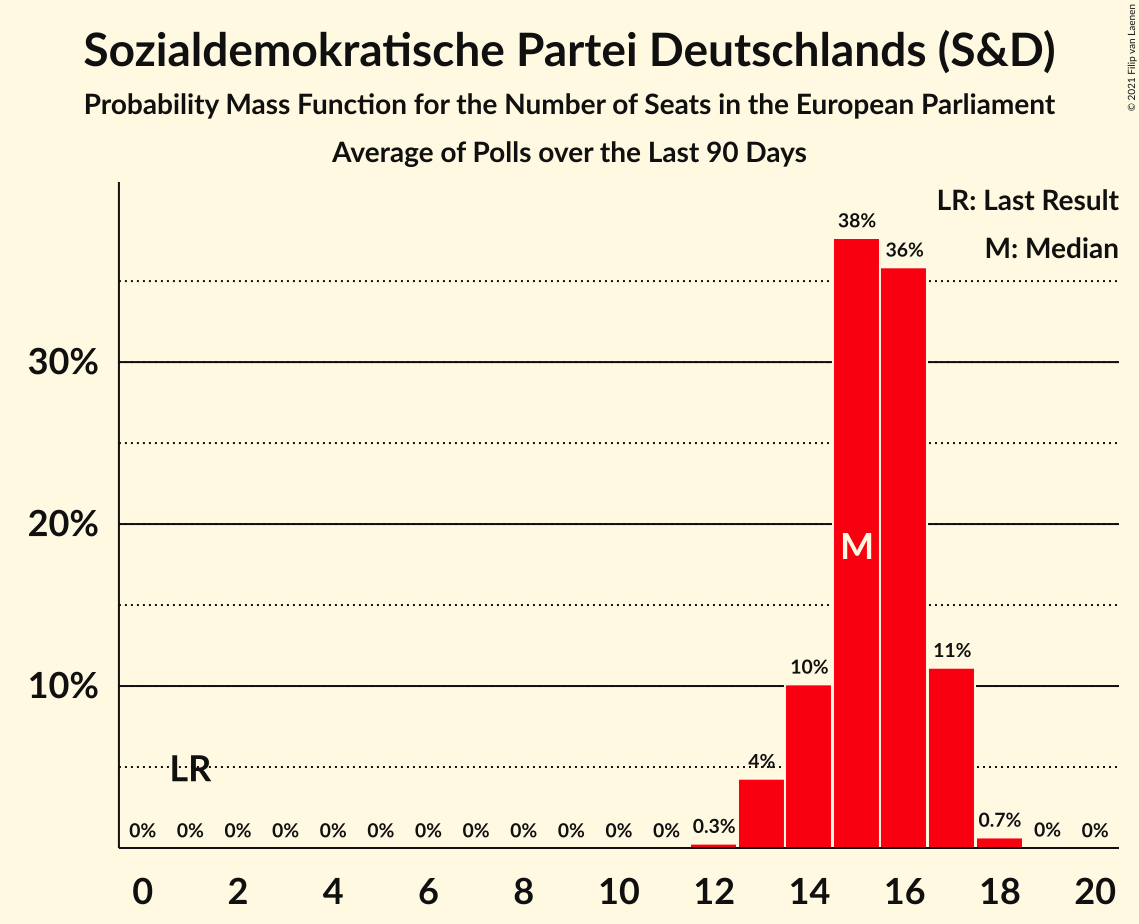 Sozialdemokratische Partei Deutschlands (S&D)
Probability Mass Function for the Number of Seats in the European Parliament
Average of Polls over the Last 90 Days
© 2021 Filip van Laenen
LR: Last Result
M: Median
38%
36%
30%
20%
M
11%
10%
10%
LR
4%
0% 0% 0% 0% 0% 0% 0% 0% 0% 0% 0% 0% 0.3% 0.7% 0% 0%
0 2 4 6 8 10 12 14 16 18 20